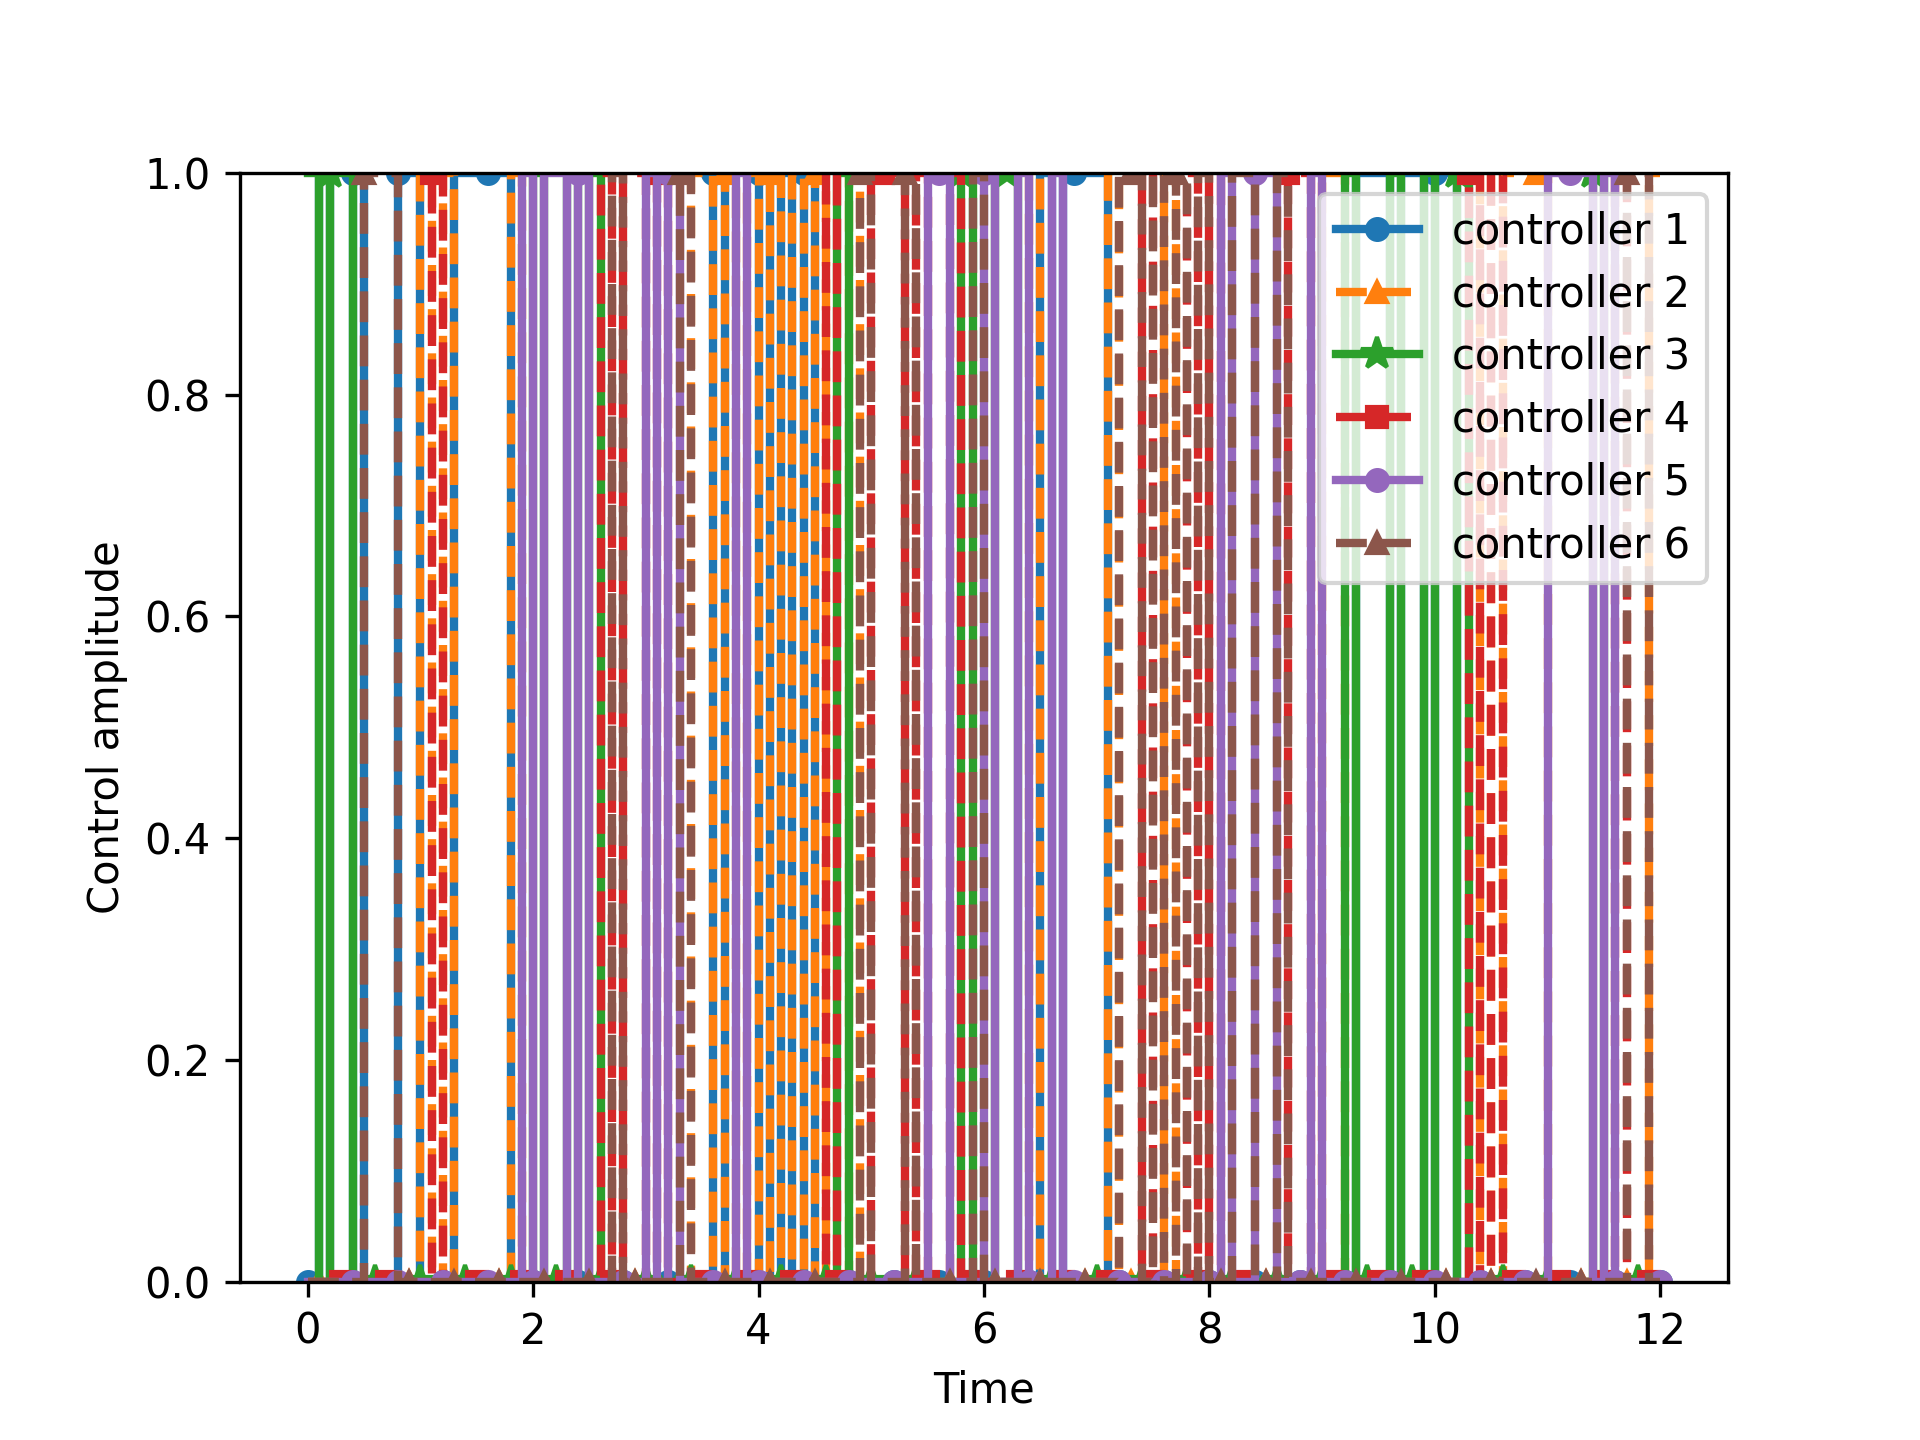 1.0
0.8
0.6
0.4
0.2
0.0
Control amplitude
controller 1
controller 2
controller 3
controller 4
controller 5
controller 6
0 2 4 6 8 10 12
Time